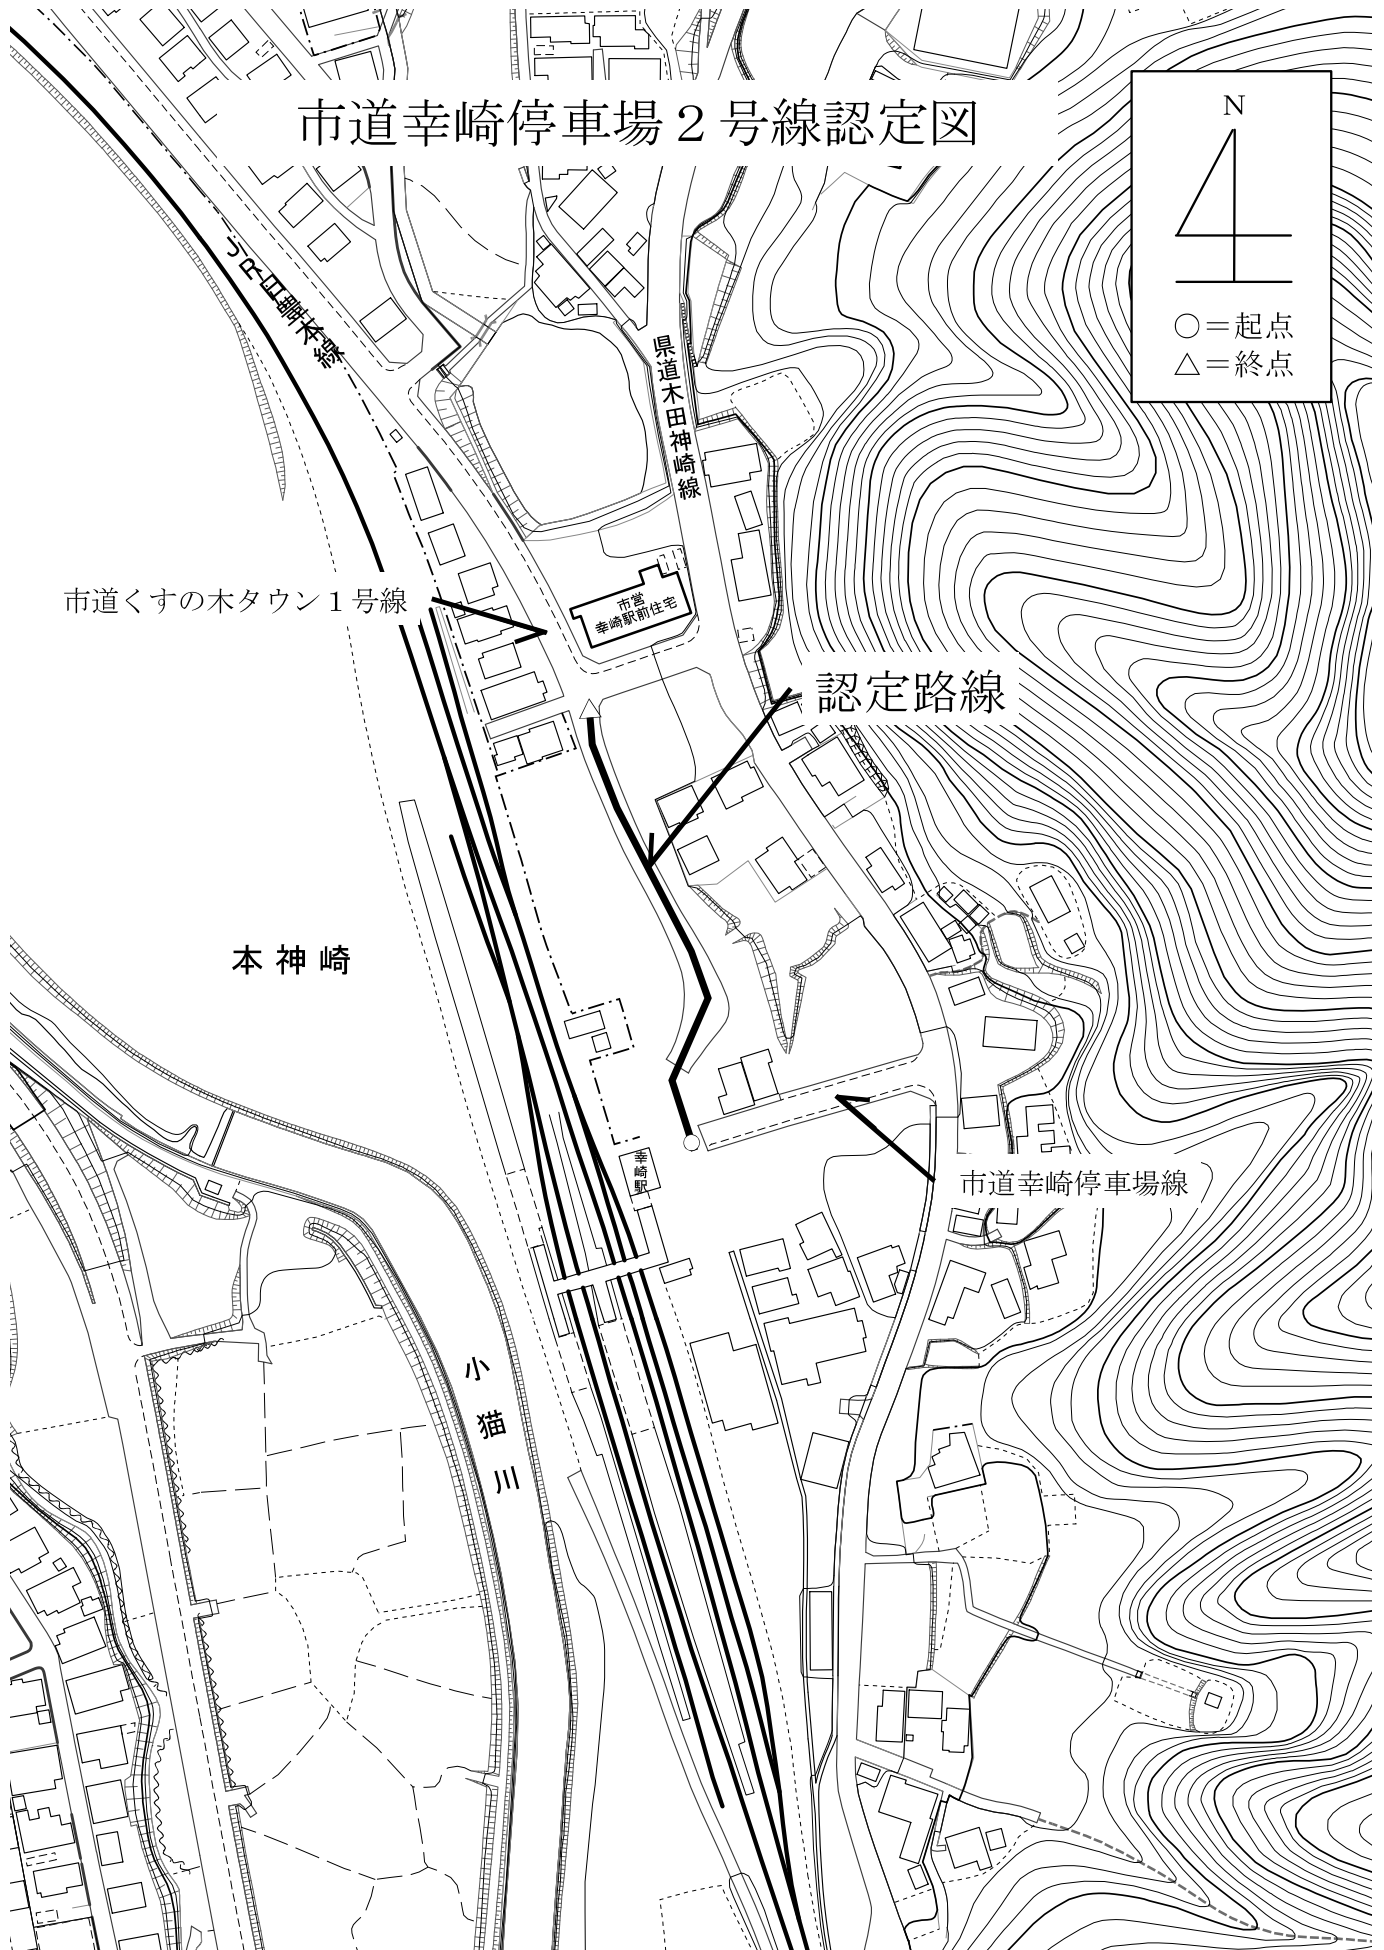 市道幸崎停車場２号線認定図
N
○＝起点
△＝終点
JR日豊本線
県道木田神崎線
市道くすの木タウン１号線
市営
幸崎駅前住宅
認定路線
本神崎
幸崎駅
市道幸崎停車場線
小猫川